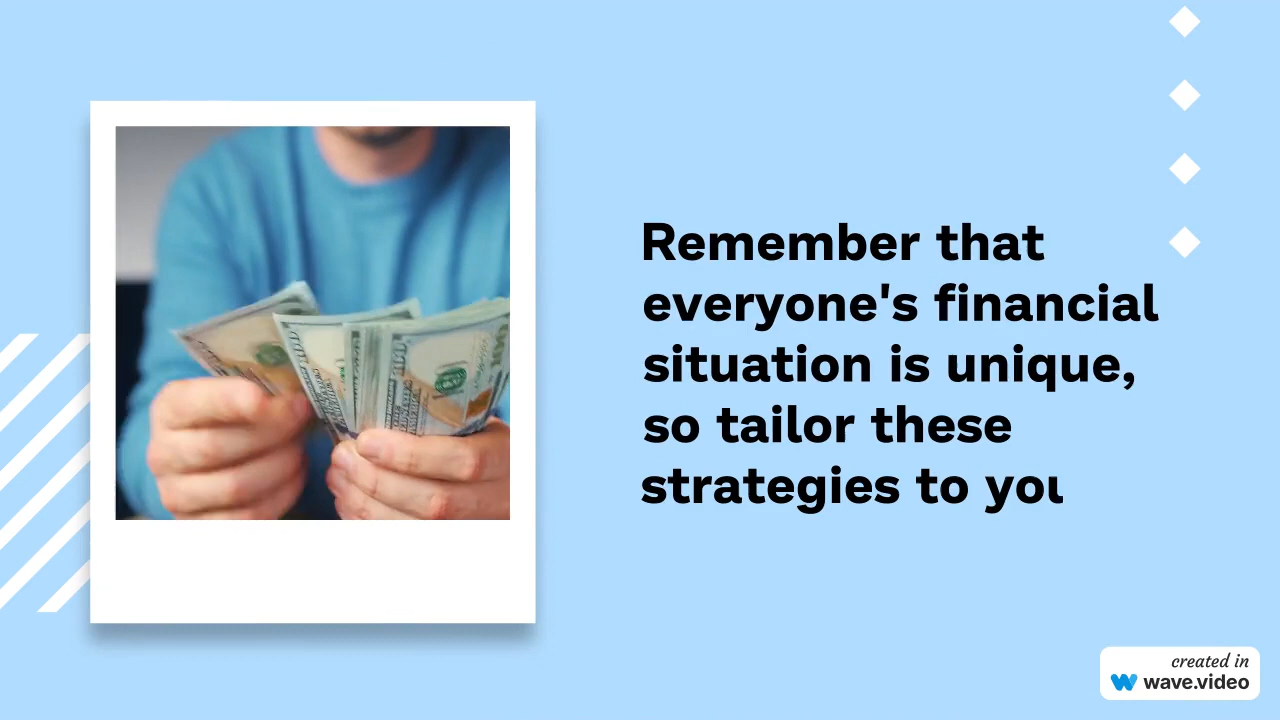 Remember that
everyone's financial
situation is unique,
so tailor these
strategies to you
created in
wave.video